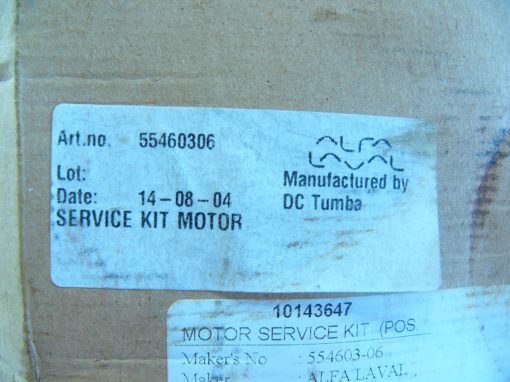 Art.no. 55460306
ALFA
LAVAL
Lot:
Manufactured by
Date: 14-08-04
DC Tumba
SERVICE KIT MOTOR
10143647
MOTOR SERVICE KIT (POS
Maker's No : 554603-06
Maker : ALFA LAVAL